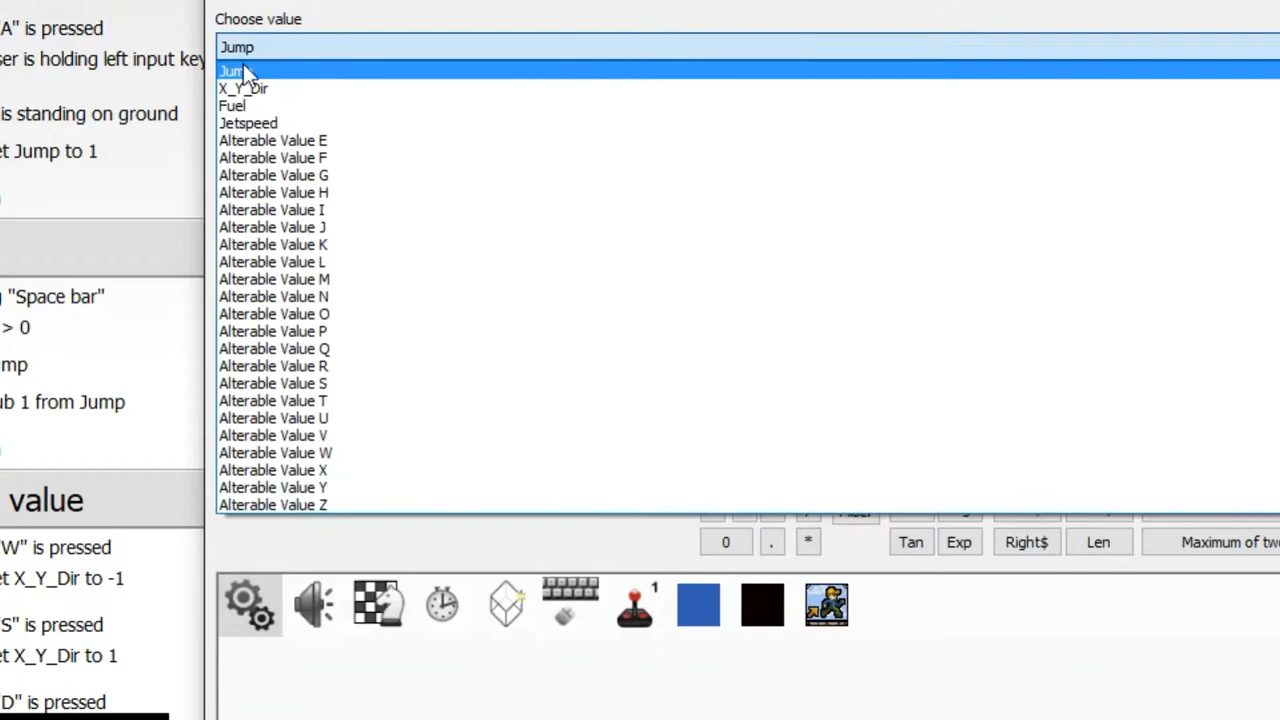 "A" is pressed
ser is holding left input key
is standing on ground
et Jump to 1
g "Space bar"
> 0
mp
ub 1 from Jump
value
"W" is pressed
et X_Y_Dir to -1
"S" is pressed
et X_Y_Dir to 1
"D" is pressed
Choose value
Jump
Jump
X_Y_Dir
Fuel
Jetspeed
Alterable Value E
Alterable Value F
Alterable Value G
Alterable Value H
Alterable Value I
Alterable Value J
Alterable Value K
Alterable Value L
Alterable Value M
Alterable Value N
Alterable Value O
Alterable Value P
Alterable Value Q
Alterable Value R
Alterable Value S
Alterable Value T
Alterable Value U
Alterable Value V
Alterable Value W
Alterable Value X
Alterable Value Y
Alterable Value Z
0 . * Tan Exp Right$ Len Maximum of tw
1